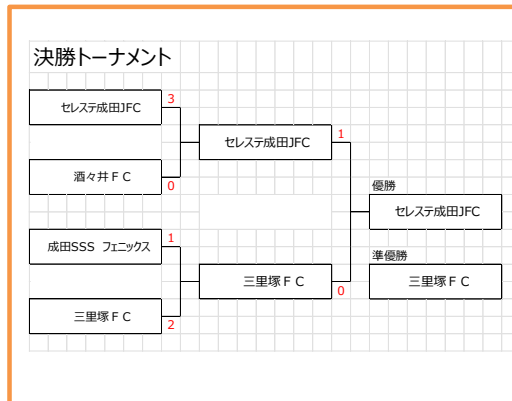 決勝トーナメント
セレステ成田JFC
3
酒々井ＦＣ
0
セレステ成田JFC
1
成田SSS フェニックス
1
三里塚ＦＣ
2
三里塚ＦＣ
0
優勝
セレステ成田JFC
準優勝
三里塚ＦＣ